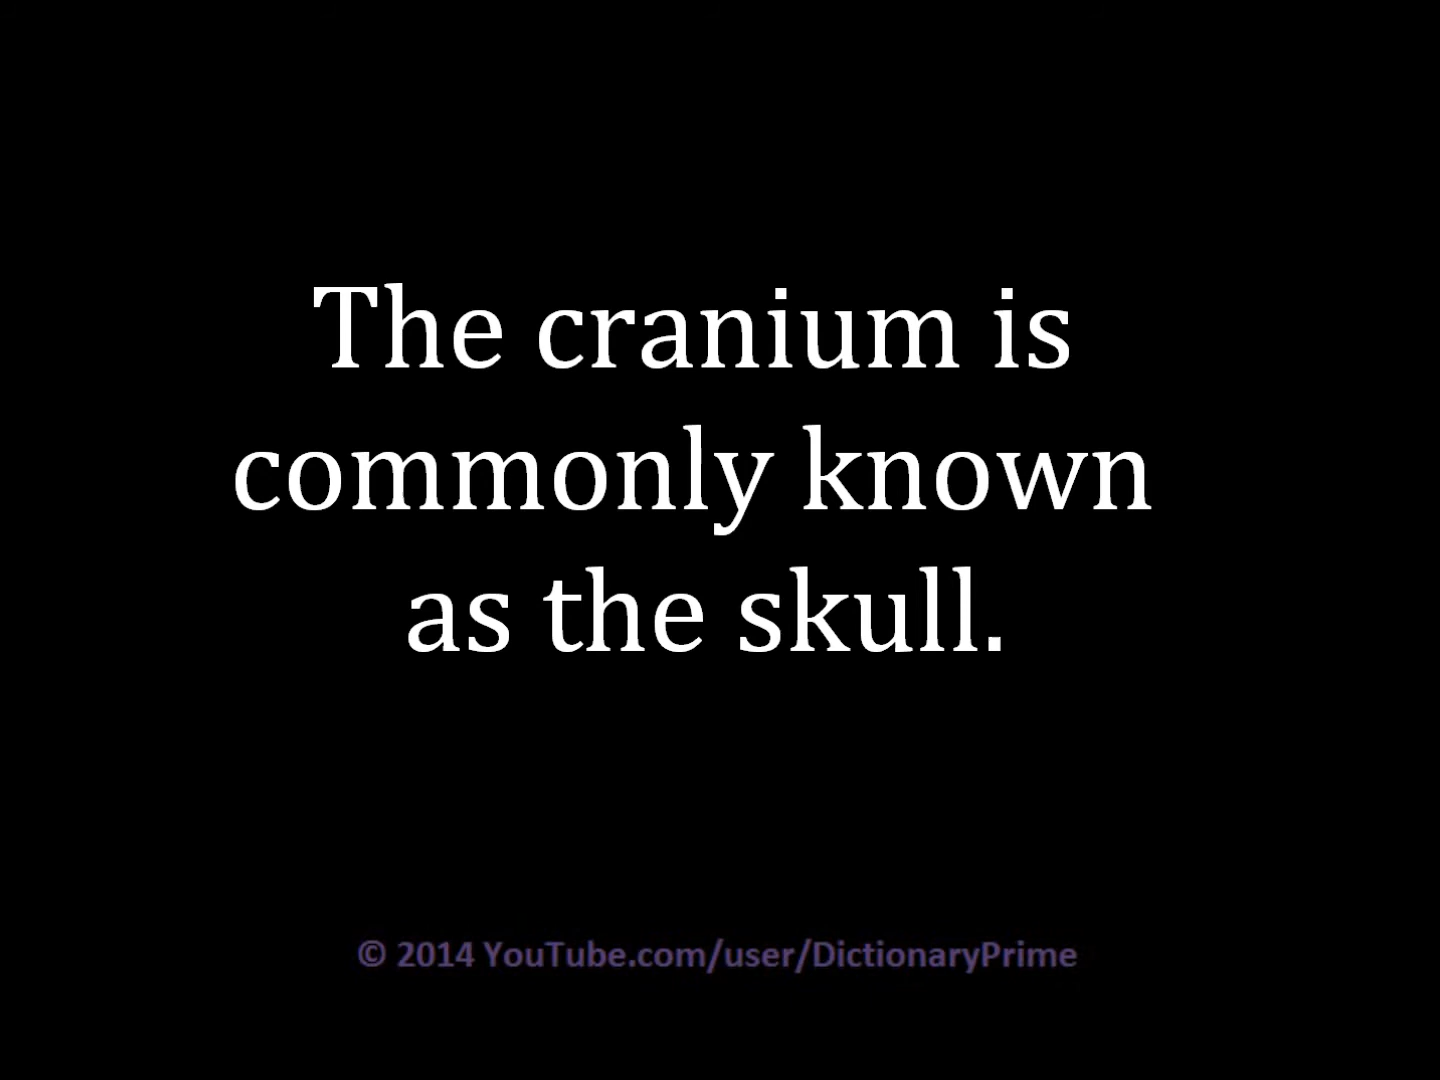 The cranium is
commonly known
as the skull.
© 2014 YouTube.com/user/DictionaryPrime